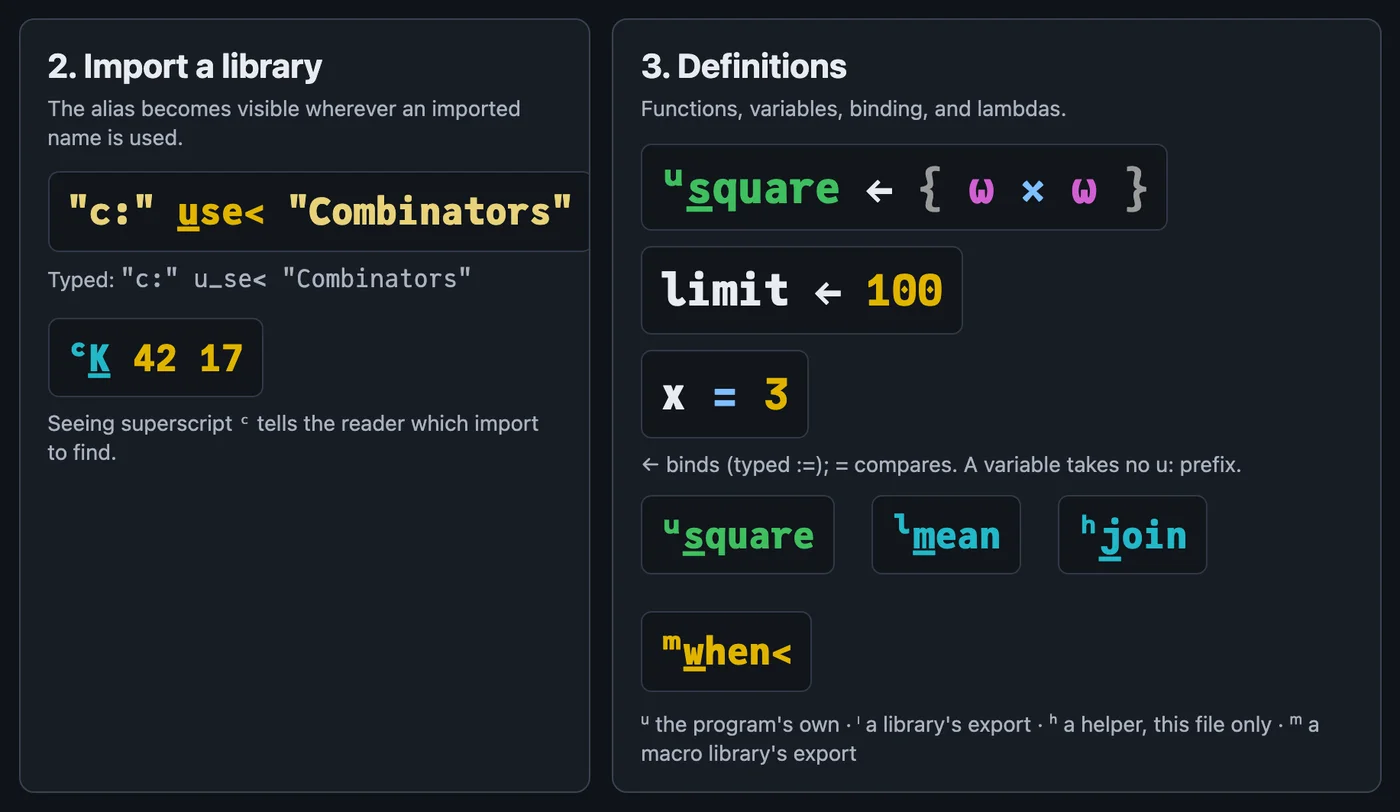 2. Import a library
The alias becomes visible wherever an imported
name is used.
"c:" use< "Combinators"
Typed: "c:" u_se< "Combinators"
ᶜK 42 17
Seeing superscript ᶜ tells the reader which import
to find.
3. Definitions
Functions, variables, binding, and lambdas.
ᵘsquare ← { ω × ω }
limit ← 100
x = 3
← binds (typed :=); = compares. A variable takes no u: prefix.
ᵘsquare ˡmean ʰjoin
ᵐwhen<
ᵘ the program's own · ˡ a library's export · ʰ a helper, this file only · ᵐ a
macro library's export